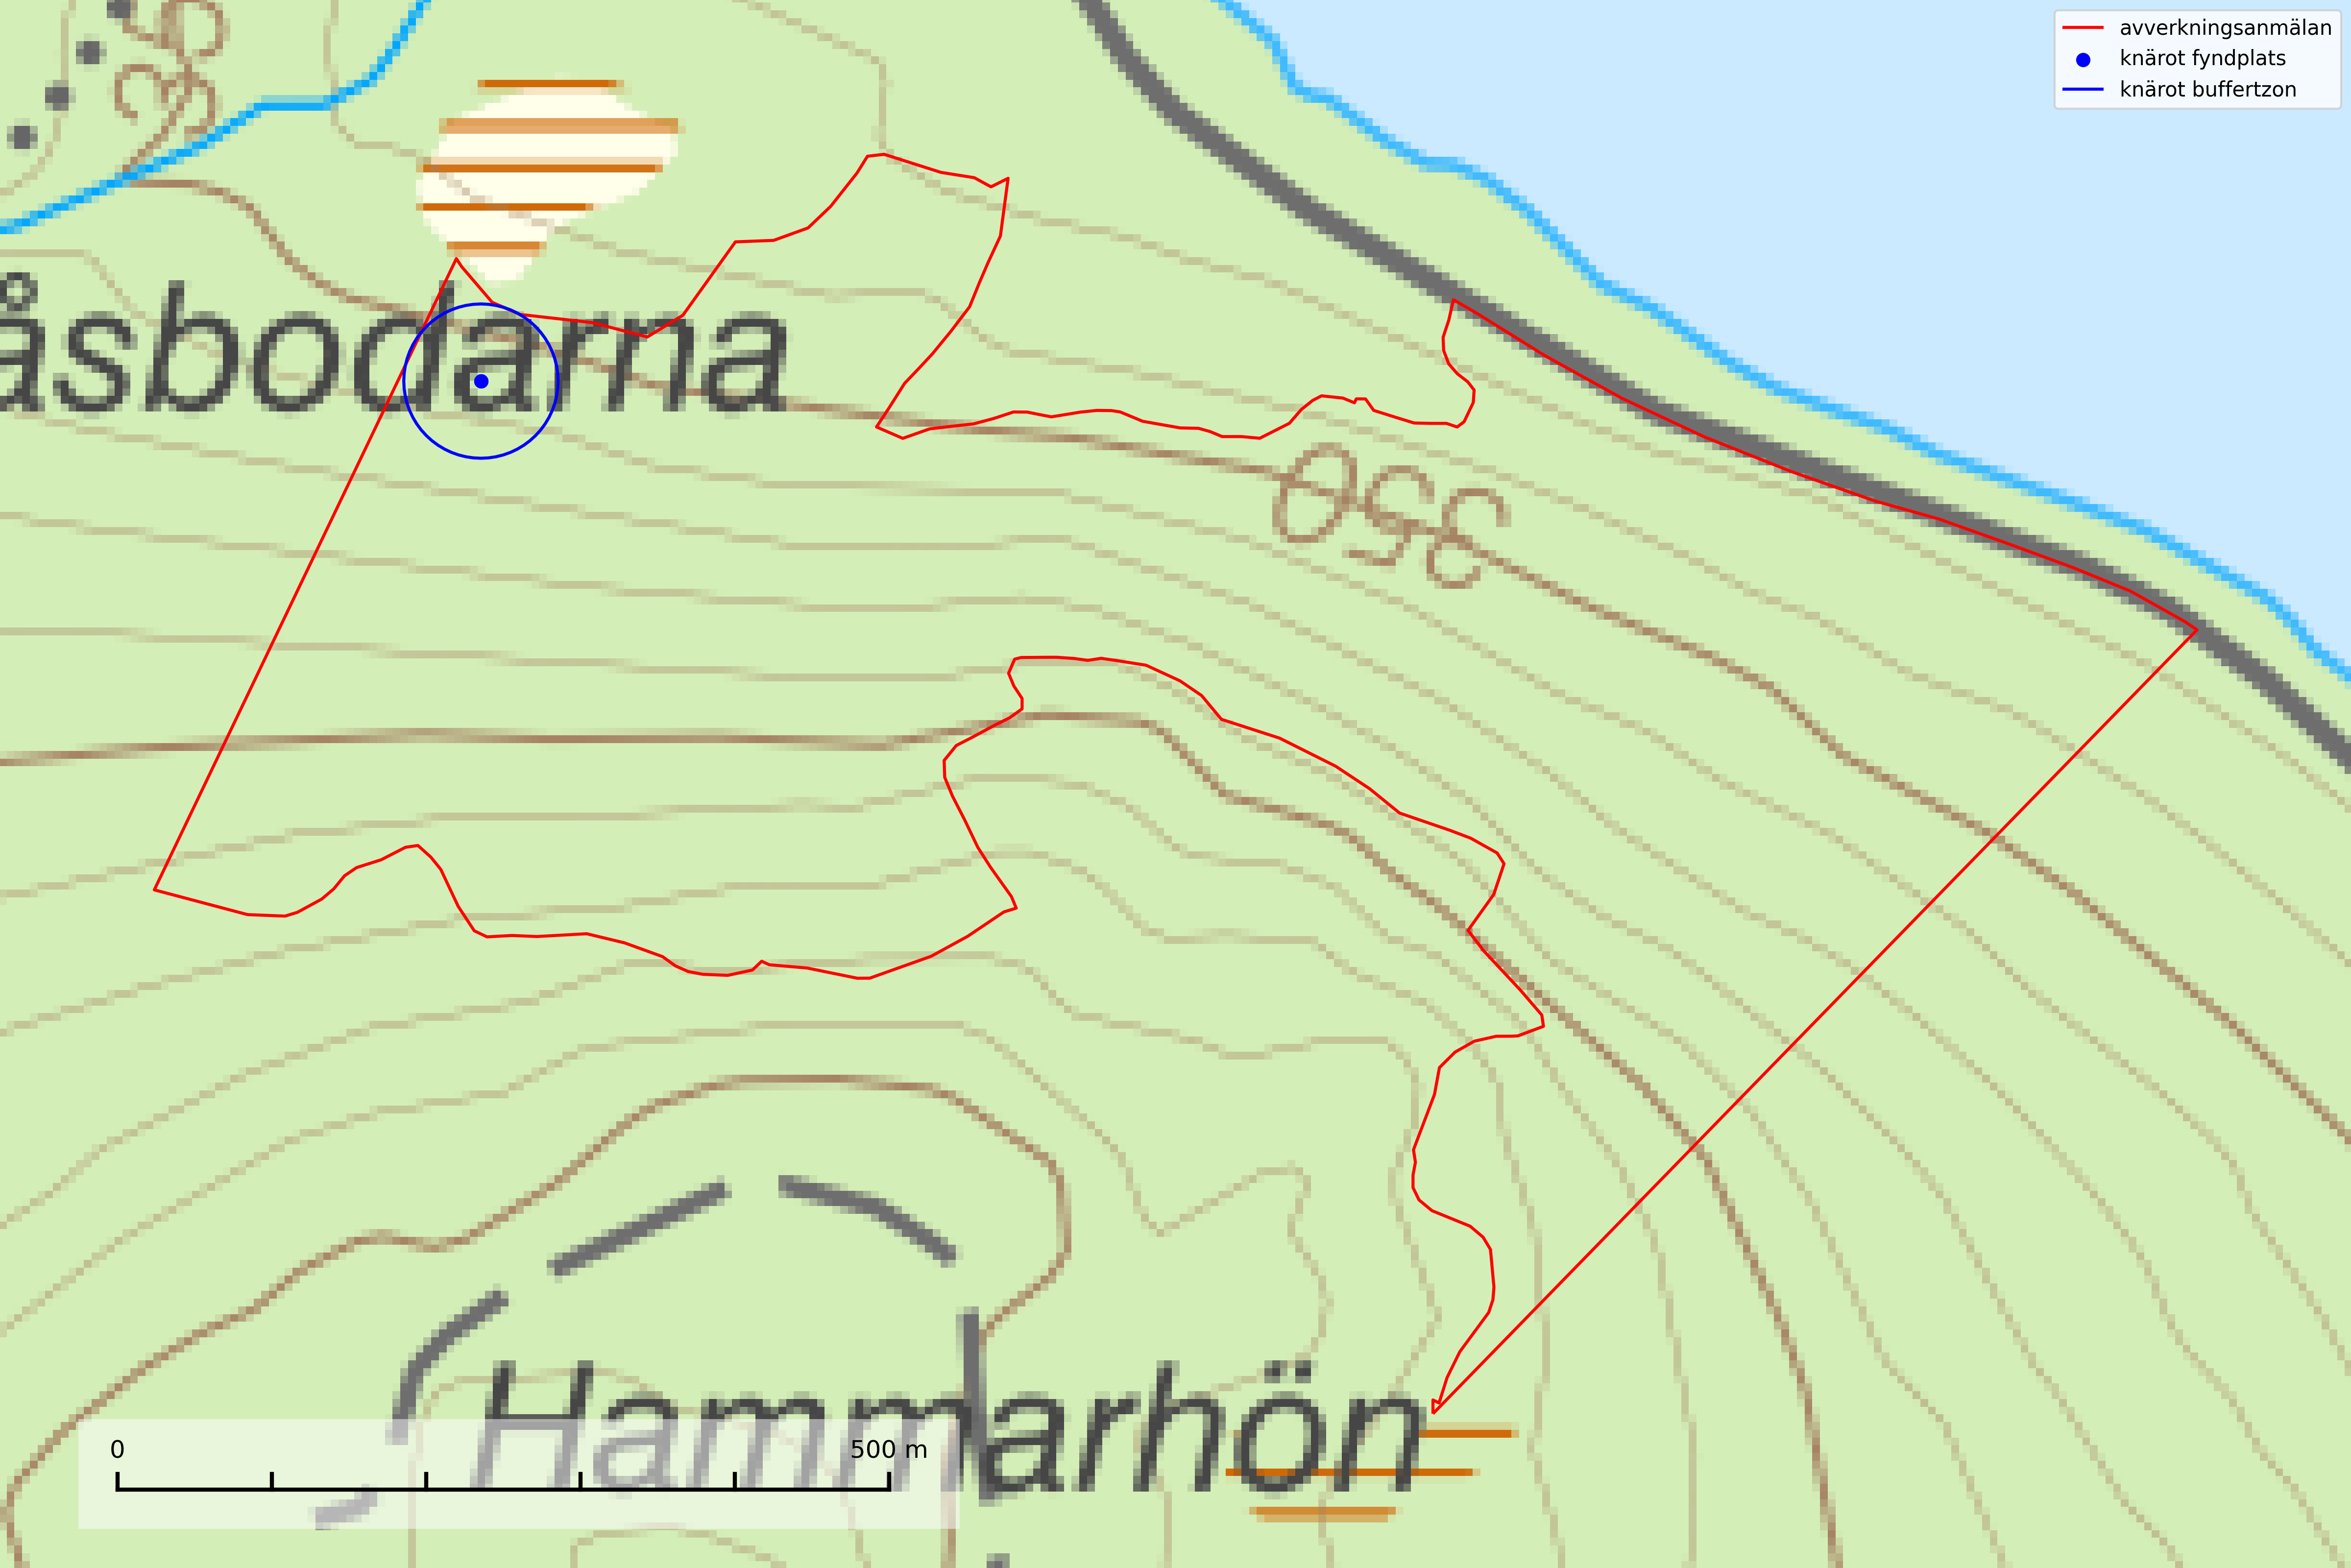 avverkningsanmälan
knärot fyndplats
knärot buffertzon
åsbodarna
350
Hammarhön
0 500 m